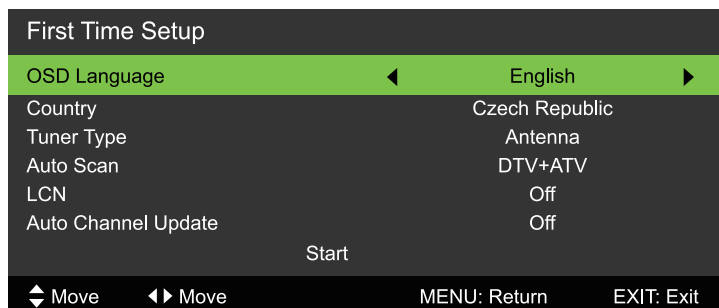 First Time Setup
OSD Language English
Country Czech Republic
Tuner Type Antenna
Auto Scan DTV+ATV
LCN Off
Auto Channel Update Off
Start
Move Move MENU: Return EXIT: Exit